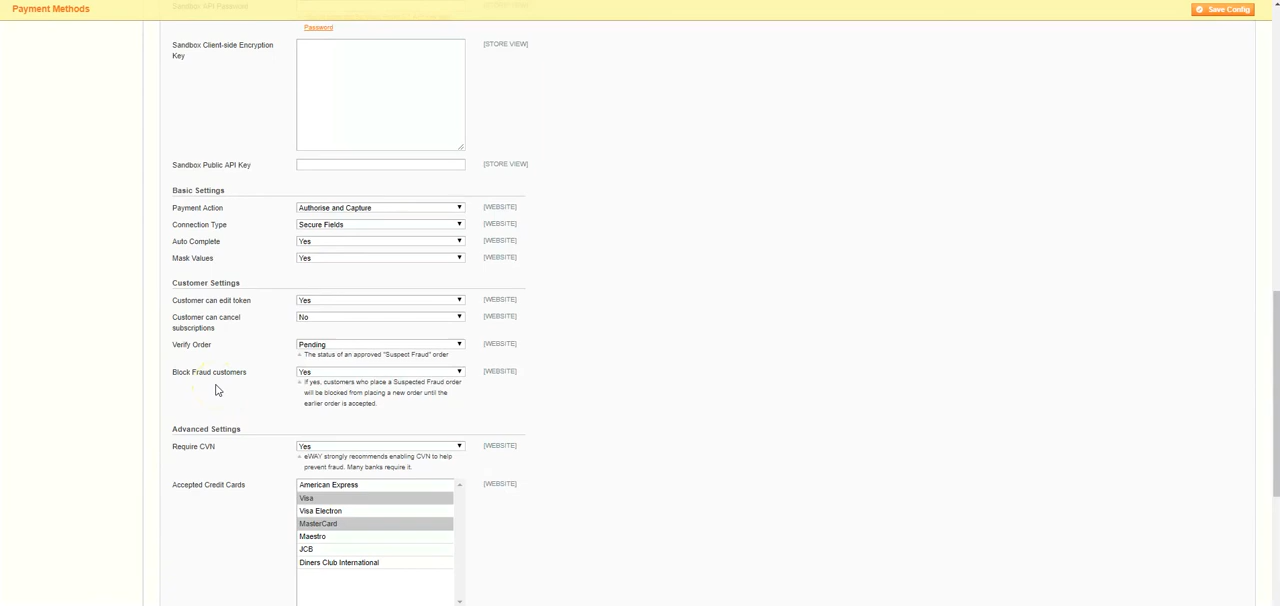 Payment Methods
Save Config
Sandbox API Password
Password
Sandbox Client-side Encryption [STORE VIEW]
Key
Sandbox Public API Key [STORE VIEW]
Basic Settings
Payment Action Authorise and Capture [WEBSITE]
Connection Type Secure Fields [WEBSITE]
Auto Complete Yes [WEBSITE]
Mask Values Yes [WEBSITE]
Customer Settings
Customer can edit token Yes [WEBSITE]
Customer can cancel No [WEBSITE]
subscriptions
Verify Order Pending [WEBSITE]
The status of an approved "Suspect Fraud" order
Block Fraud customers Yes [WEBSITE]
If yes, customers who place a Suspected Fraud order
will be blocked from placing a new order until the
earlier order is accepted.
Advanced Settings
Require CVN Yes [WEBSITE]
eWAY strongly recommends enabling CVN to help
prevent fraud. Many banks require it.
Accepted Credit Cards American Express [WEBSITE]
Visa
Visa Electron
MasterCard
Maestro
JCB
Diners Club International